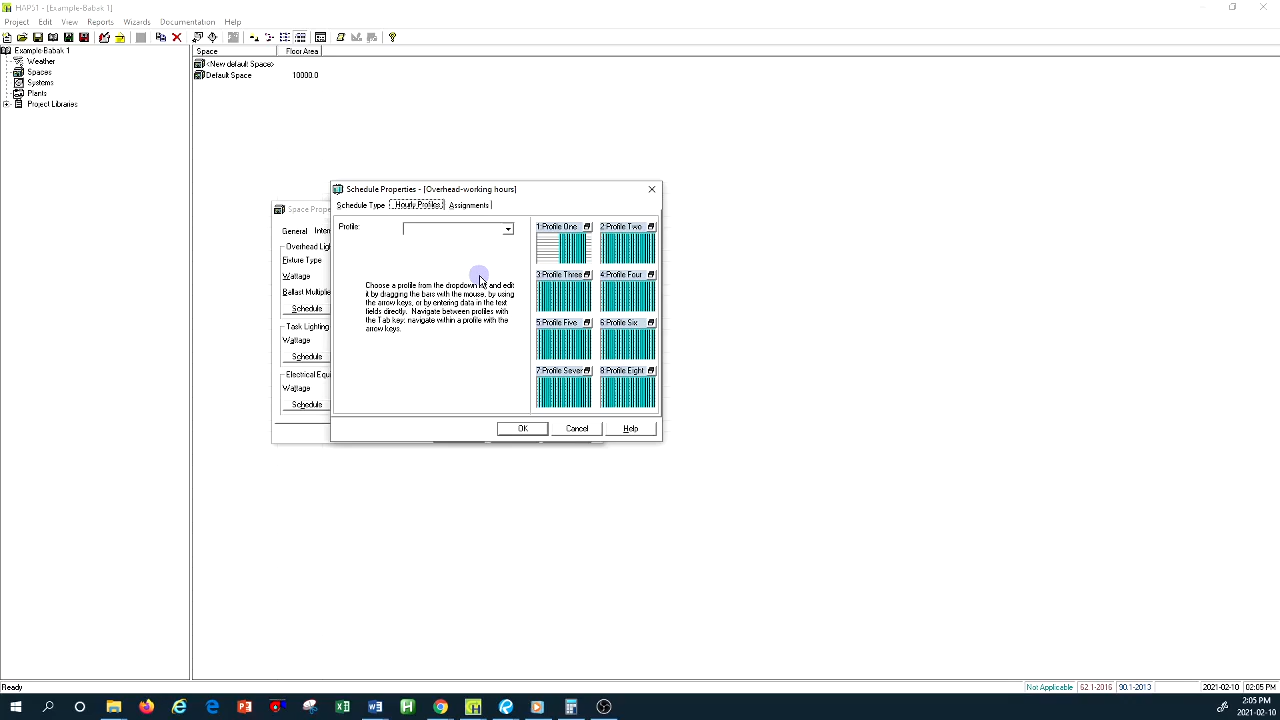 HAP51 - [Example-Babak 1]
Project Edit View Reports Wizards Documentation Help
Example-Babak 1
Weather
Spaces
Systems
Plants
Project Libraries
Space Floor Area
<New default Space>
Default Space 10000.0
Space Prope
General Inter
Overhead Ligh
Fixture Type
Wattage
Ballast Multiplie
Schedule
Task Lighting
Wattage
Schedule
Electrical Equi
Wattage
Schedule
Schedule Properties - [Overhead-working hours]
Schedule Type Hourly Profiles Assignments
Profile:
Choose a profile from the dropdown list and edit
it by dragging the bars with the mouse, by using
the arrow keys, or by entering data in the text
fields directly. Navigate between profiles with
the Tab key: navigate within a profile with the
arrow keys.
1:Profile One 2:Profile Two
3:Profile Three 4:Profile Four
5:Profile Five 6:Profile Six
7:Profile Sever 8:Profile Eight
OK Cancel Help
Ready Not Applicable 62.1-2016 90.1-2013 2021-02-10 02:05 PM
2:05 PM
2021-02-10